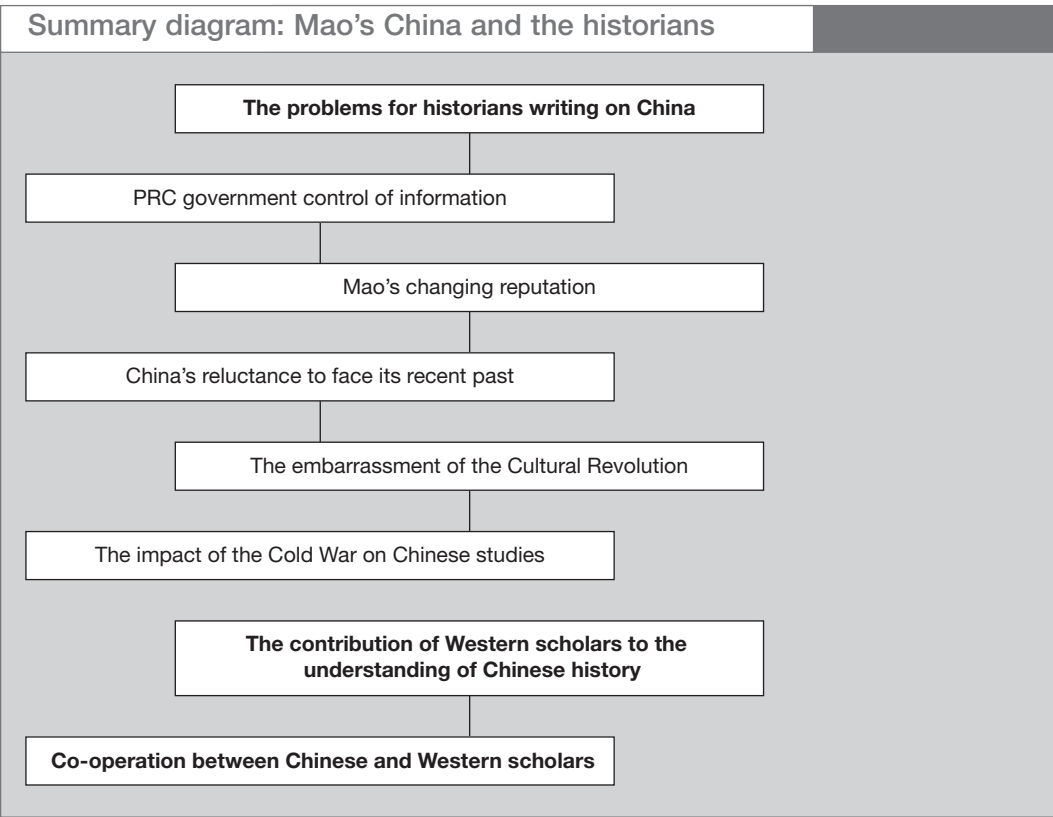 Summary diagram: Mao's China and the historians
The problems for historians writing on China
PRC government control of information
Mao's changing reputation
China's reluctance to face its recent past
The embarrassment of the Cultural Revolution
The impact of the Cold War on Chinese studies
The contribution of Western scholars to the
understanding of Chinese history
Co-operation between Chinese and Western scholars